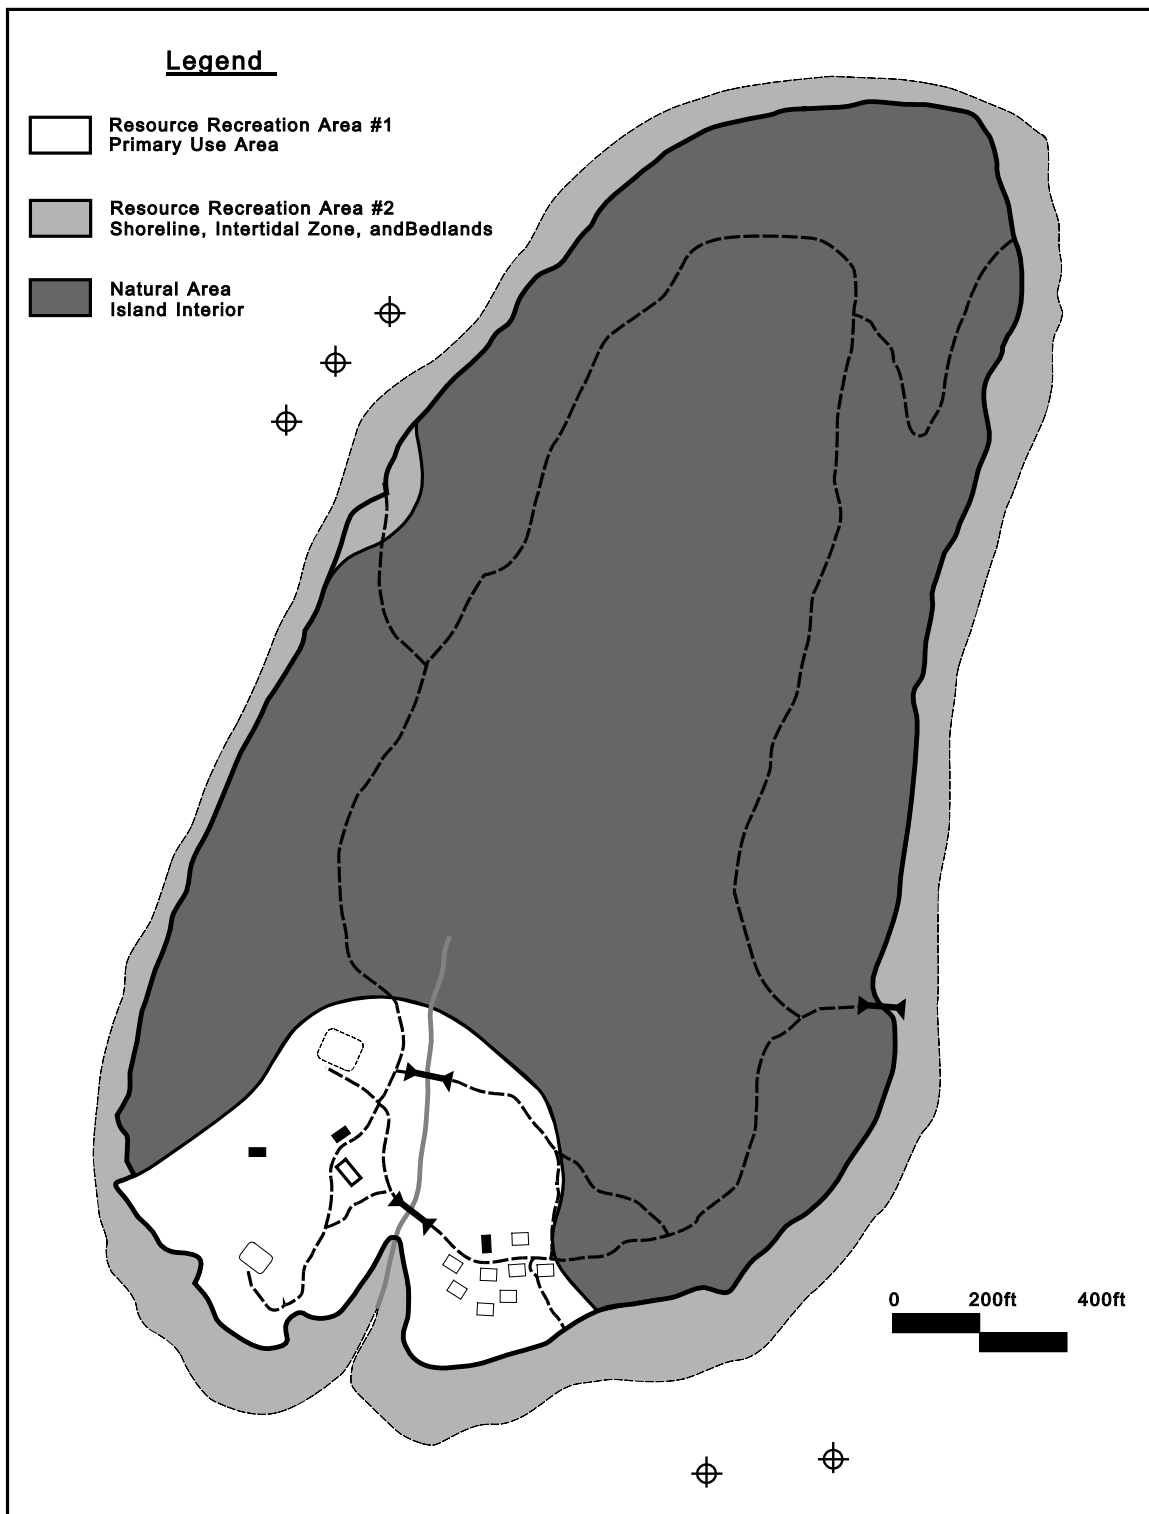 Legend
Resource Recreation Area #1
Primary Use Area
Resource Recreation Area #2
Shoreline, Intertidal Zone, andBedlands
Natural Area
Island Interior
0 200ft 400ft